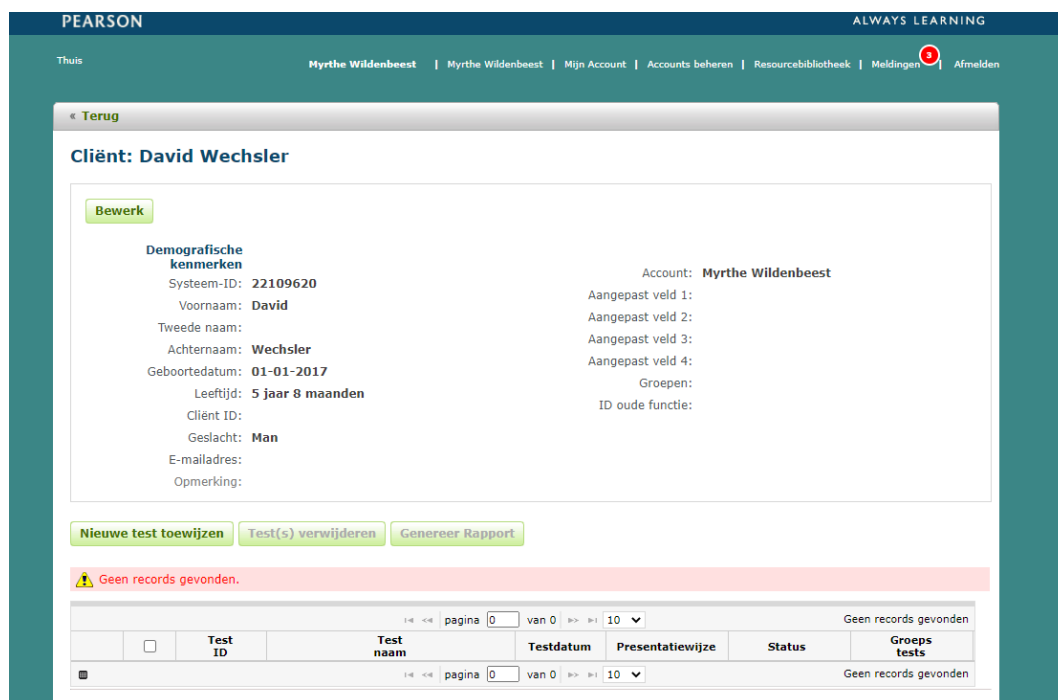 PEARSON ALWAYS LEARNING
Thuis Myrthe Wildenbeest | Myrthe Wildenbeest | Mijn Account | Accounts beheren | Resourcebibliotheek | Meldingen 3 | Afmelden
« Terug
Cliënt: David Wechsler
Bewerk
Demografische
kenmerken
Systeem-ID: 22109620
Voornaam: David
Tweede naam:
Achternaam: Wechsler
Geboortedatum: 01-01-2017
Leeftijd: 5 jaar 8 maanden
Cliënt ID:
Geslacht: Man
E-mailadres:
Opmerking:
Account: Myrthe Wildenbeest
Aangepast veld 1:
Aangepast veld 2:
Aangepast veld 3:
Aangepast veld 4:
Groepen:
ID oude functie:
Nieuwe test toewijzen Test(s) verwijderen Genereer Rapport
Geen records gevonden.
pagina 0 van 0 10 Geen records gevonden
Test ID Test naam Testdatum Presentatiewijze Status Groeps tests
pagina 0 van 0 10 Geen records gevonden